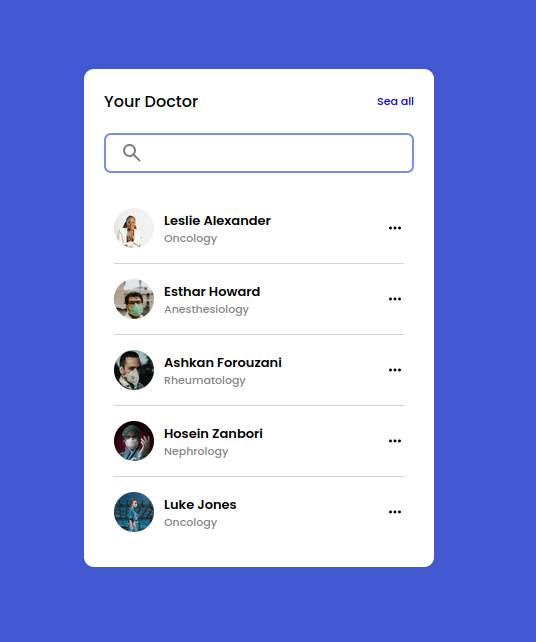 Your Doctor
Sea all
Leslie Alexander
Oncology
Esthar Howard
Anesthesiology
Ashkan Forouzani
Rheumatology
Hosein Zanbori
Nephrology
Luke Jones
Oncology